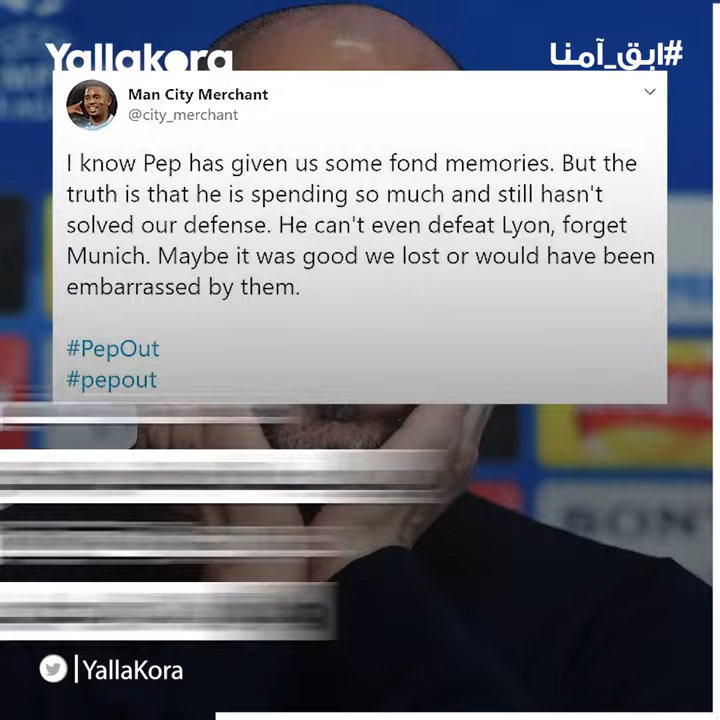 Yallakora
#ابق_آمنا
Man City Merchant
@city_merchant
I know Pep has given us some fond memories. But the
truth is that he is spending so much and still hasn't
solved our defense. He can't even defeat Lyon, forget
Munich. Maybe it was good we lost or would have been
embarrassed by them.
#PepOut
#pepout
SON
YallaKora